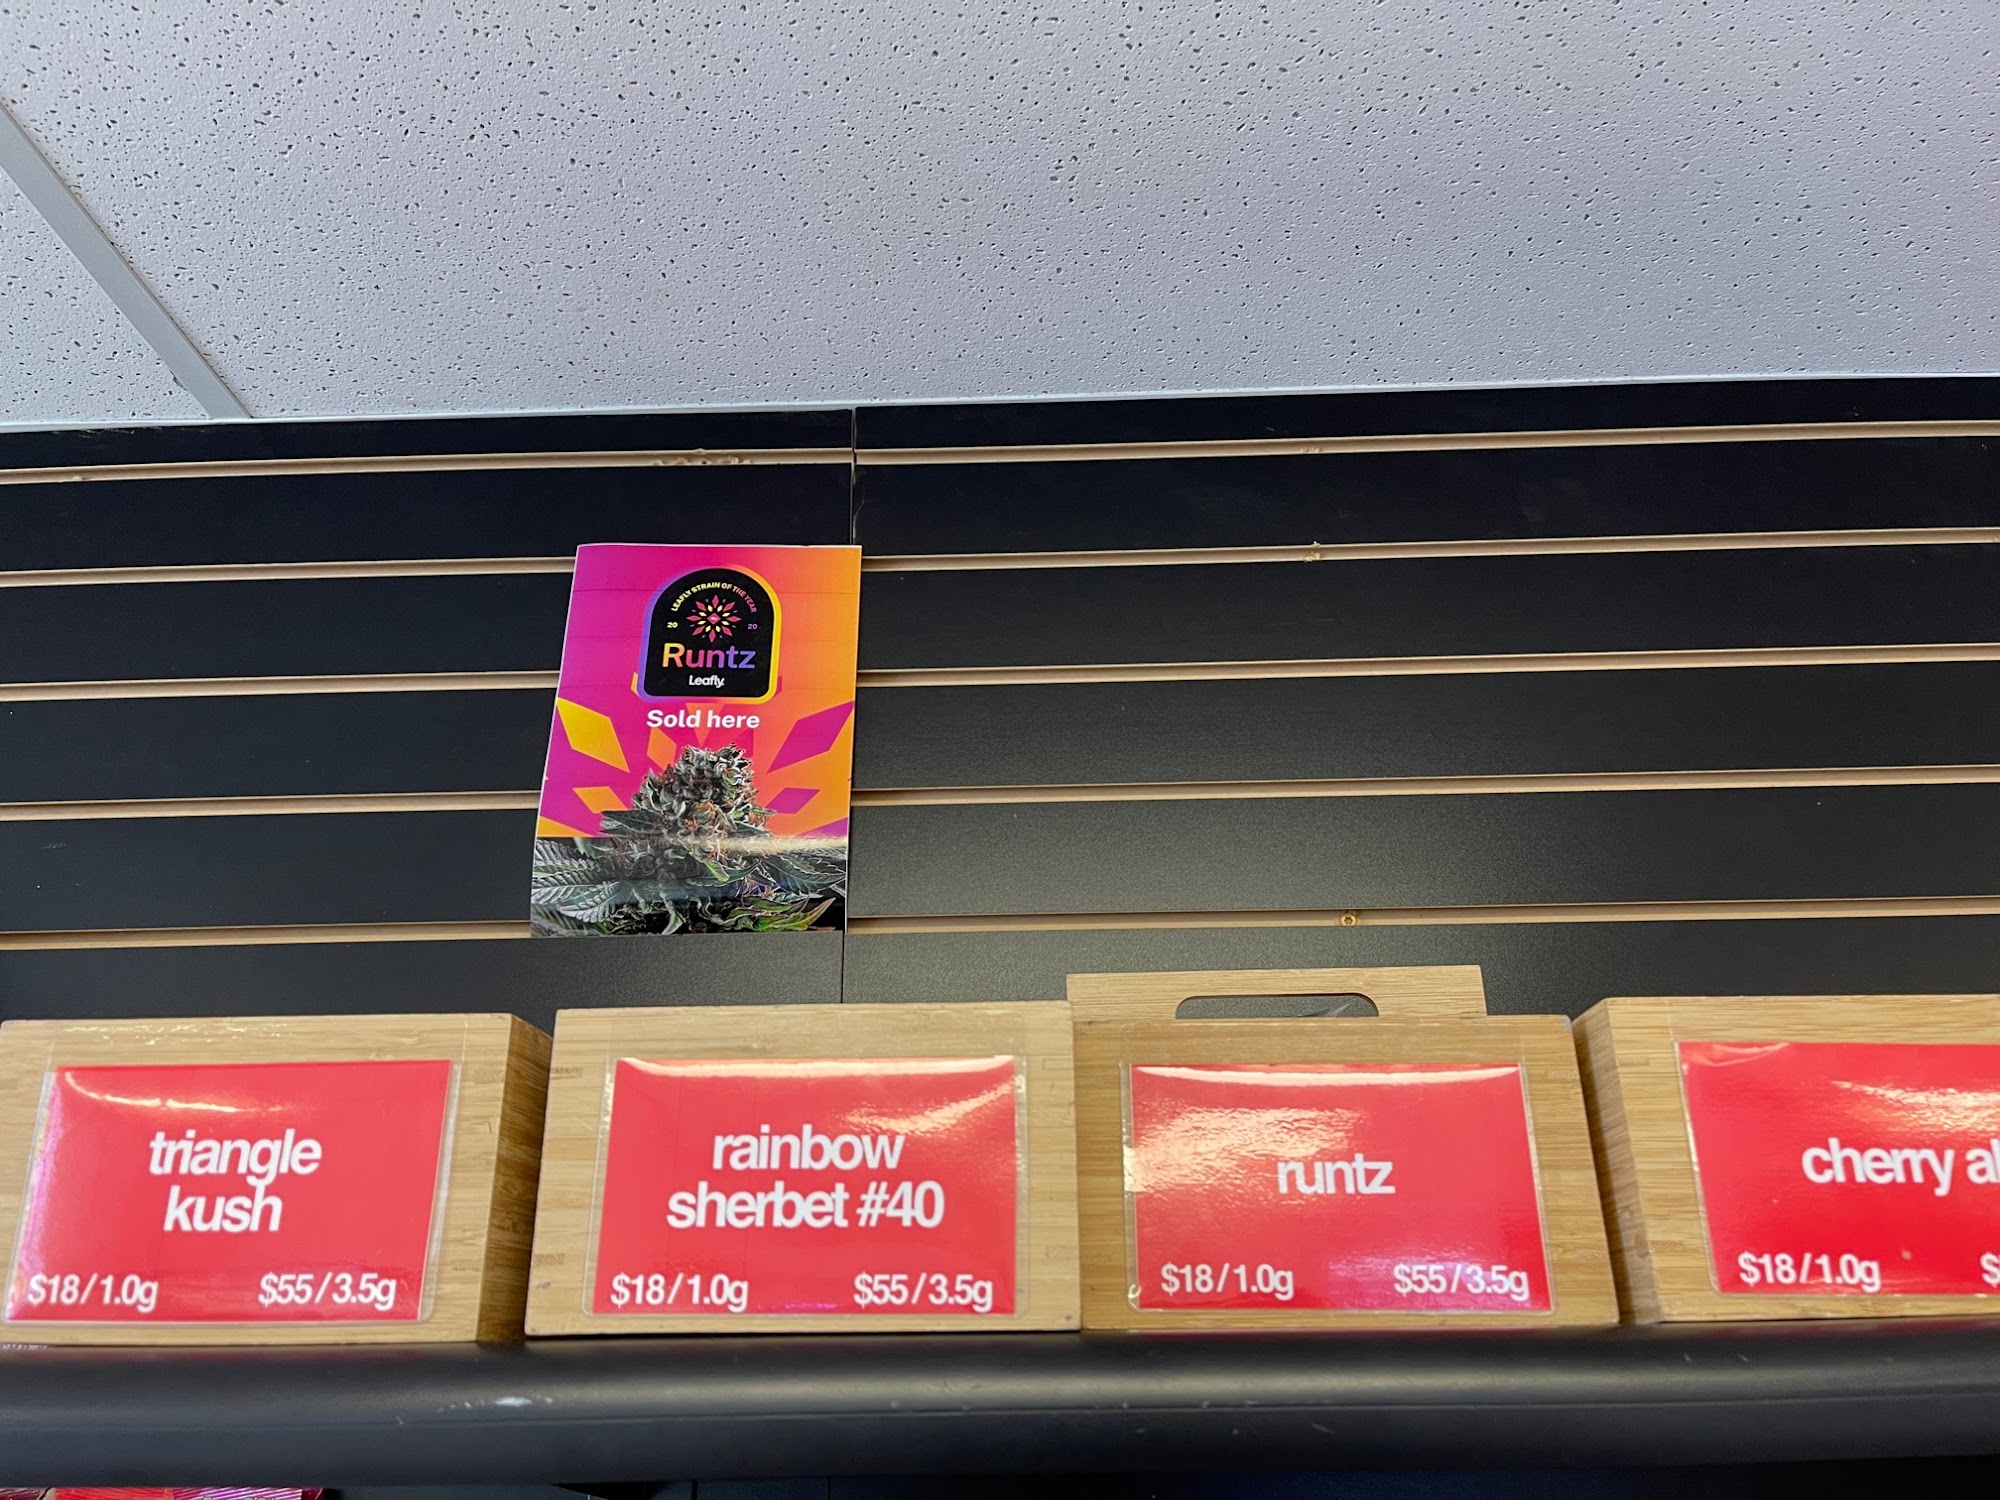 LEAFLY STRAIN OF THE YEAR
20 20
Runtz
Leafly.
Sold here
triangle
kush
$18/1.0g $55/3.5g
rainbow
sherbet #40
$18/1.0g $55/3.5g
runtz
$18/1.0g $55/3.5g
cherry
$18/1.0g